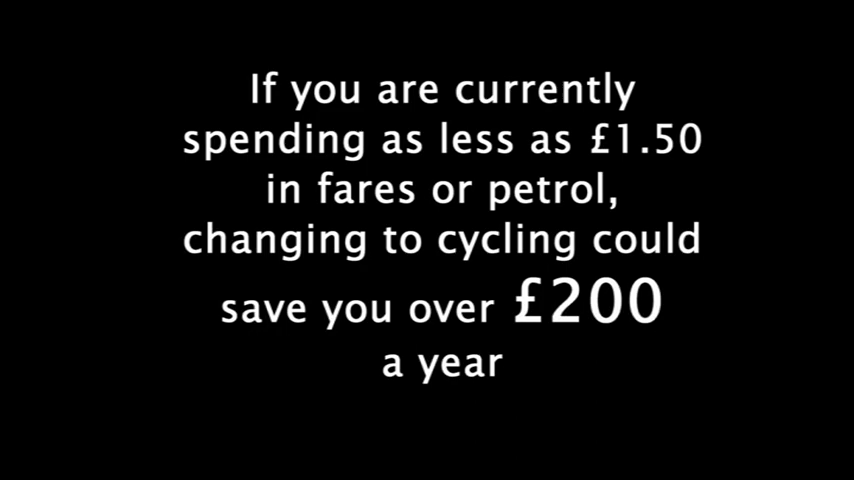 If you are currently
spending as less as £1.50
in fares or petrol,
changing to cycling could
save you over £200
a year